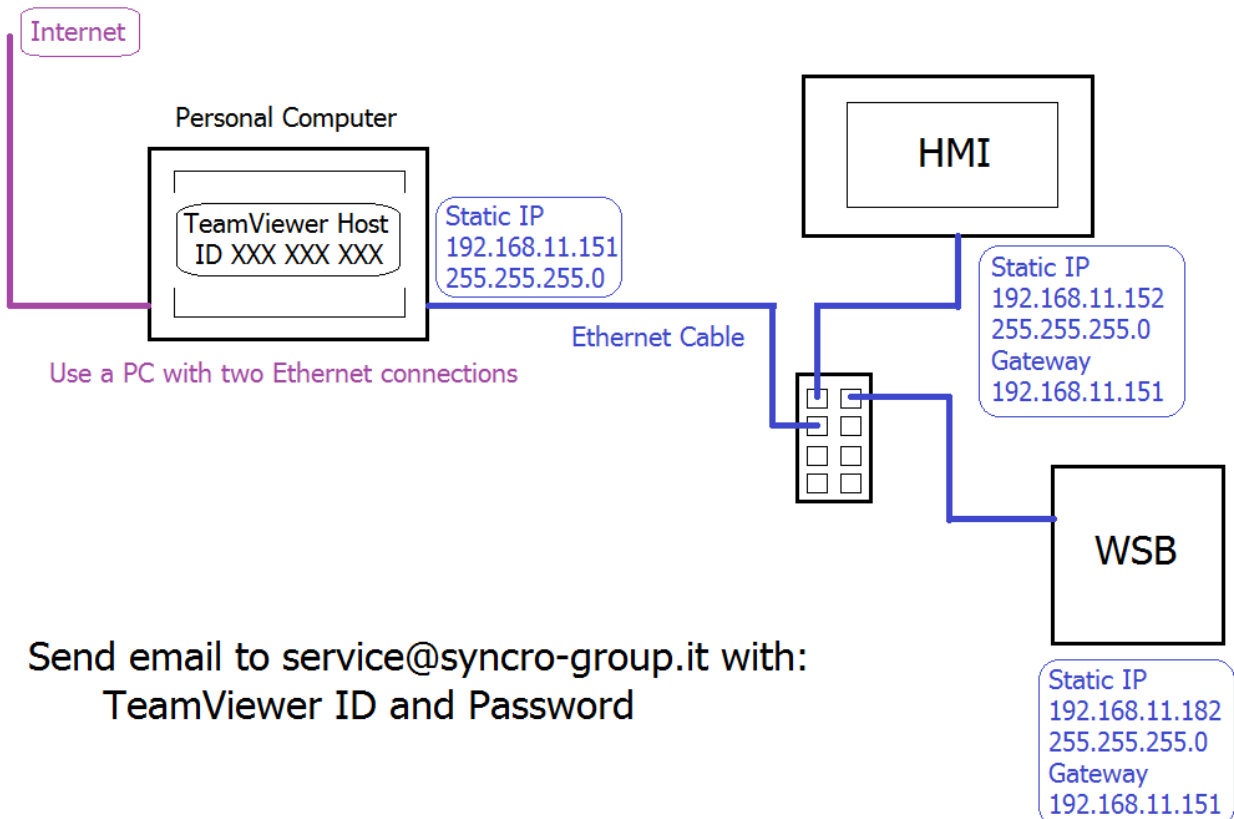 Internet
Personal Computer
TeamViewer Host
ID XXX XXX XXX
Static IP
192.168.11.151
255.255.255.0
HMI
Static IP
192.168.11.152
255.255.255.0
Gateway
192.168.11.151
Ethernet Cable
Use a PC with two Ethernet connections
WSB
Static IP
192.168.11.182
255.255.255.0
Gateway
192.168.11.151
Send email to service@syncro-group.it with:
TeamViewer ID and Password